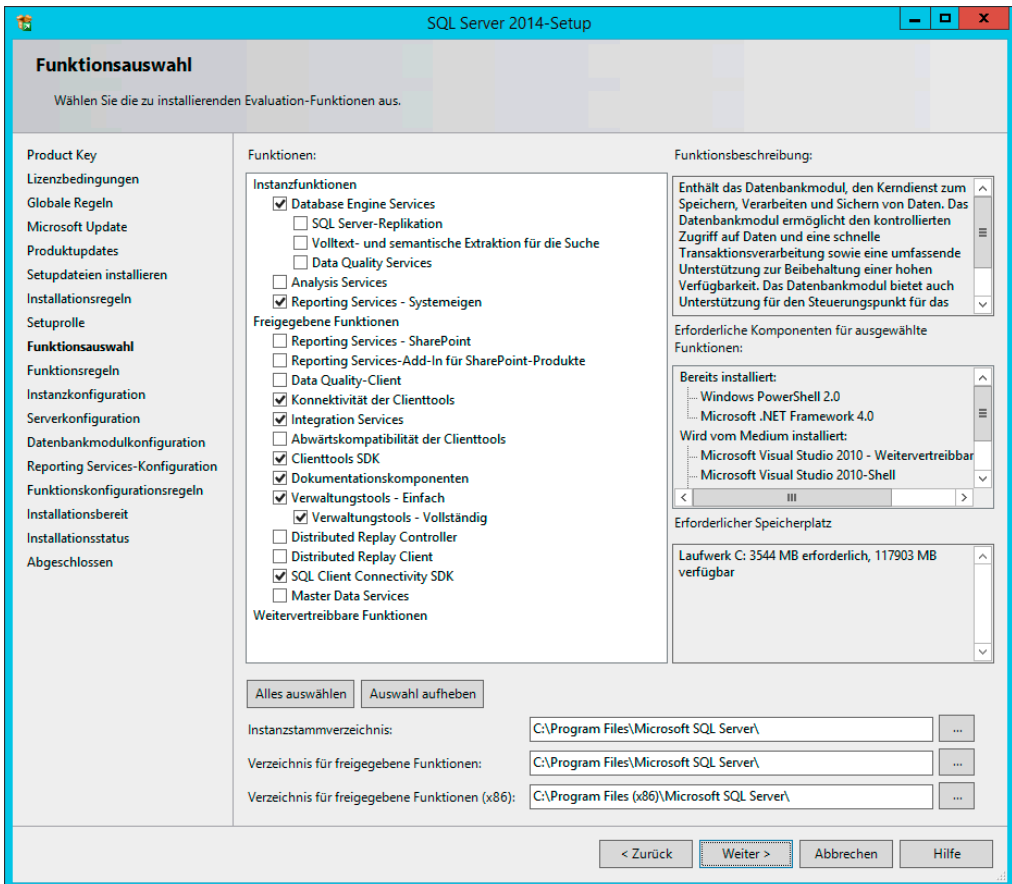 SQL Server 2014-Setup
Funktionsauswahl
Wählen Sie die zu installierenden Evaluation-Funktionen aus.
Product Key
Lizenzbedingungen
Globale Regeln
Microsoft Update
Produktupdates
Setupdateien installieren
Installationsregeln
Setuprolle
Funktionsauswahl
Funktionsregeln
Instanzkonfiguration
Serverkonfiguration
Datenbankmodulkonfiguration
Reporting Services-Konfiguration
Funktionskonfigurationsregeln
Installationsbereit
Installationsstatus
Abgeschlossen
Funktionen:
Instanzfunktionen
Database Engine Services
SQL Server-Replikation
Volltext- und semantische Extraktion für die Suche
Data Quality Services
Analysis Services
Reporting Services - Systemeigen
Freigegebene Funktionen
Reporting Services - SharePoint
Reporting Services-Add-In für SharePoint-Produkte
Data Quality-Client
Konnektivität der Clienttools
Integration Services
Abwärtskompatibilität der Clienttools
Clienttools SDK
Dokumentationskomponenten
Verwaltungstools - Einfach
Verwaltungstools - Vollständig
Distributed Replay Controller
Distributed Replay Client
SQL Client Connectivity SDK
Master Data Services
Weitervertreibbare Funktionen
Funktionsbeschreibung:
Enthält das Datenbankmodul, den Kerndienst zum
Speichern, Verarbeiten und Sichern von Daten. Das
Datenbankmodul ermöglicht den kontrollierten
Zugriff auf Daten und eine schnelle
Transaktionsverarbeitung sowie eine umfassende
Unterstützung zur Beibehaltung einer hohen
Verfügbarkeit. Das Datenbankmodul bietet auch
Unterstützung für den Steuerungspunkt für das
Erforderliche Komponenten für ausgewählte
Funktionen:
Bereits installiert:
Windows PowerShell 2.0
Microsoft .NET Framework 4.0
Wird vom Medium installiert:
Microsoft Visual Studio 2010 - Weitervertreibbar
Microsoft Visual Studio 2010-Shell
Erforderlicher Speicherplatz
Laufwerk C: 3544 MB erforderlich, 117903 MB
verfügbar
Alles auswählen Auswahl aufheben
Instanzstammverzeichnis: C:\Program Files\Microsoft SQL Server\ ...
Verzeichnis für freigegebene Funktionen: C:\Program Files\Microsoft SQL Server\ ...
Verzeichnis für freigegebene Funktionen (x86): C:\Program Files (x86)\Microsoft SQL Server\ ...
< Zurück Weiter > Abbrechen Hilfe